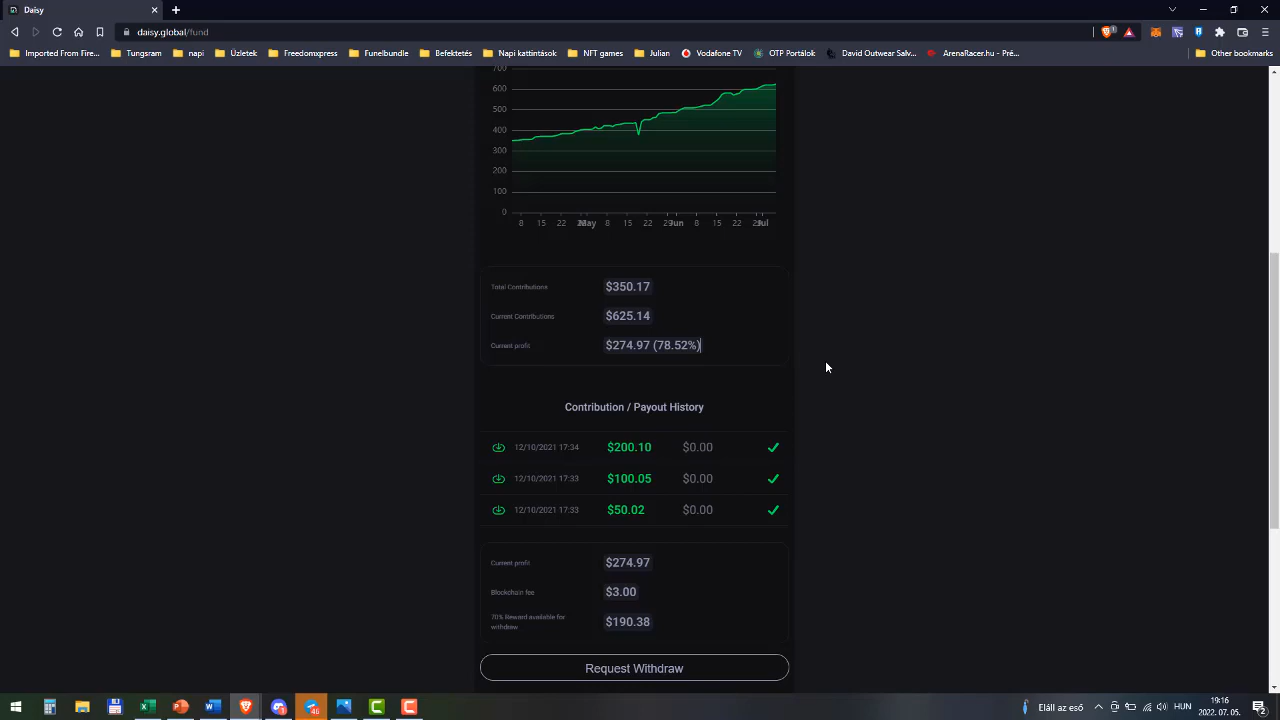 Daisy
daisy.global/fund
Imported From Fire... Tungsram napi Üzletek Freedomxpress Funelbundle Befektetes Napi kattintások NFT game Julian Vodafone TV OTP Portálok David Ootwear Salv... ArenaRacer.hu - Pré... Other bookmarks
700
600
500
400
300
200
100
0
8 15 22 May 8 15 22 29 Jun 8 15 22 Jul
Total Contributions $350.17
Current Contributions $625.14
Current profit $274.97 (78.52%)
Contribution / Payout History
12/10/2021 17:34 $200.10 $0.00
12/10/2021 17:33 $100.05 $0.00
12/10/2021 17:33 $50.02 $0.00
Current profit $274.97
Blockchain fee $3.00
70% Reward available for
withdraw $190.38
Request Withdraw
46
Eláll az eső HUN 19:16
2022. 07. 05. 2